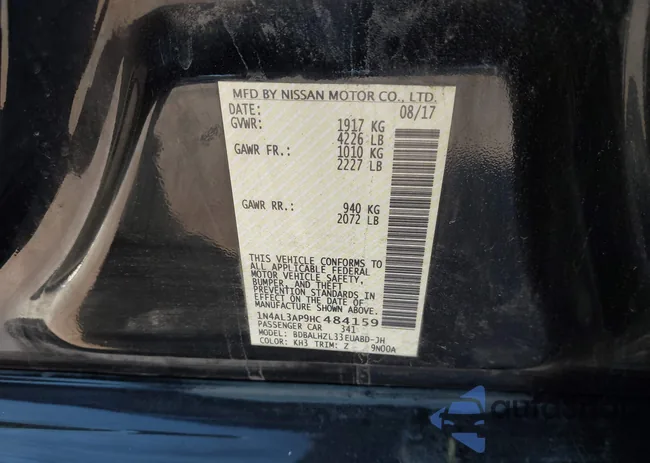 MFD BY NISSAN MOTOR CO., LTD.
DATE: 08/17
GVWR: 1917 KG
4226 LB
GAWR FR.: 1010 KG
2227 LB
GAWR RR.: 940 KG
2072 LB
THIS VEHICLE CONFORMS TO
ALL APPLICABLE FEDERAL
MOTOR VEHICLE SAFETY,
BUMPER, AND THEFT
PREVENTION STANDARDS IN
EFFECT ON THE DATE OF
MANUFACTURE SHOWN ABOVE.
1N4AL3AP9HC484159
PASSENGER CAR 341
MODEL: BDBALHZL33EUABD-JH
COLOR: KH3 TRIM: Z 9N00A